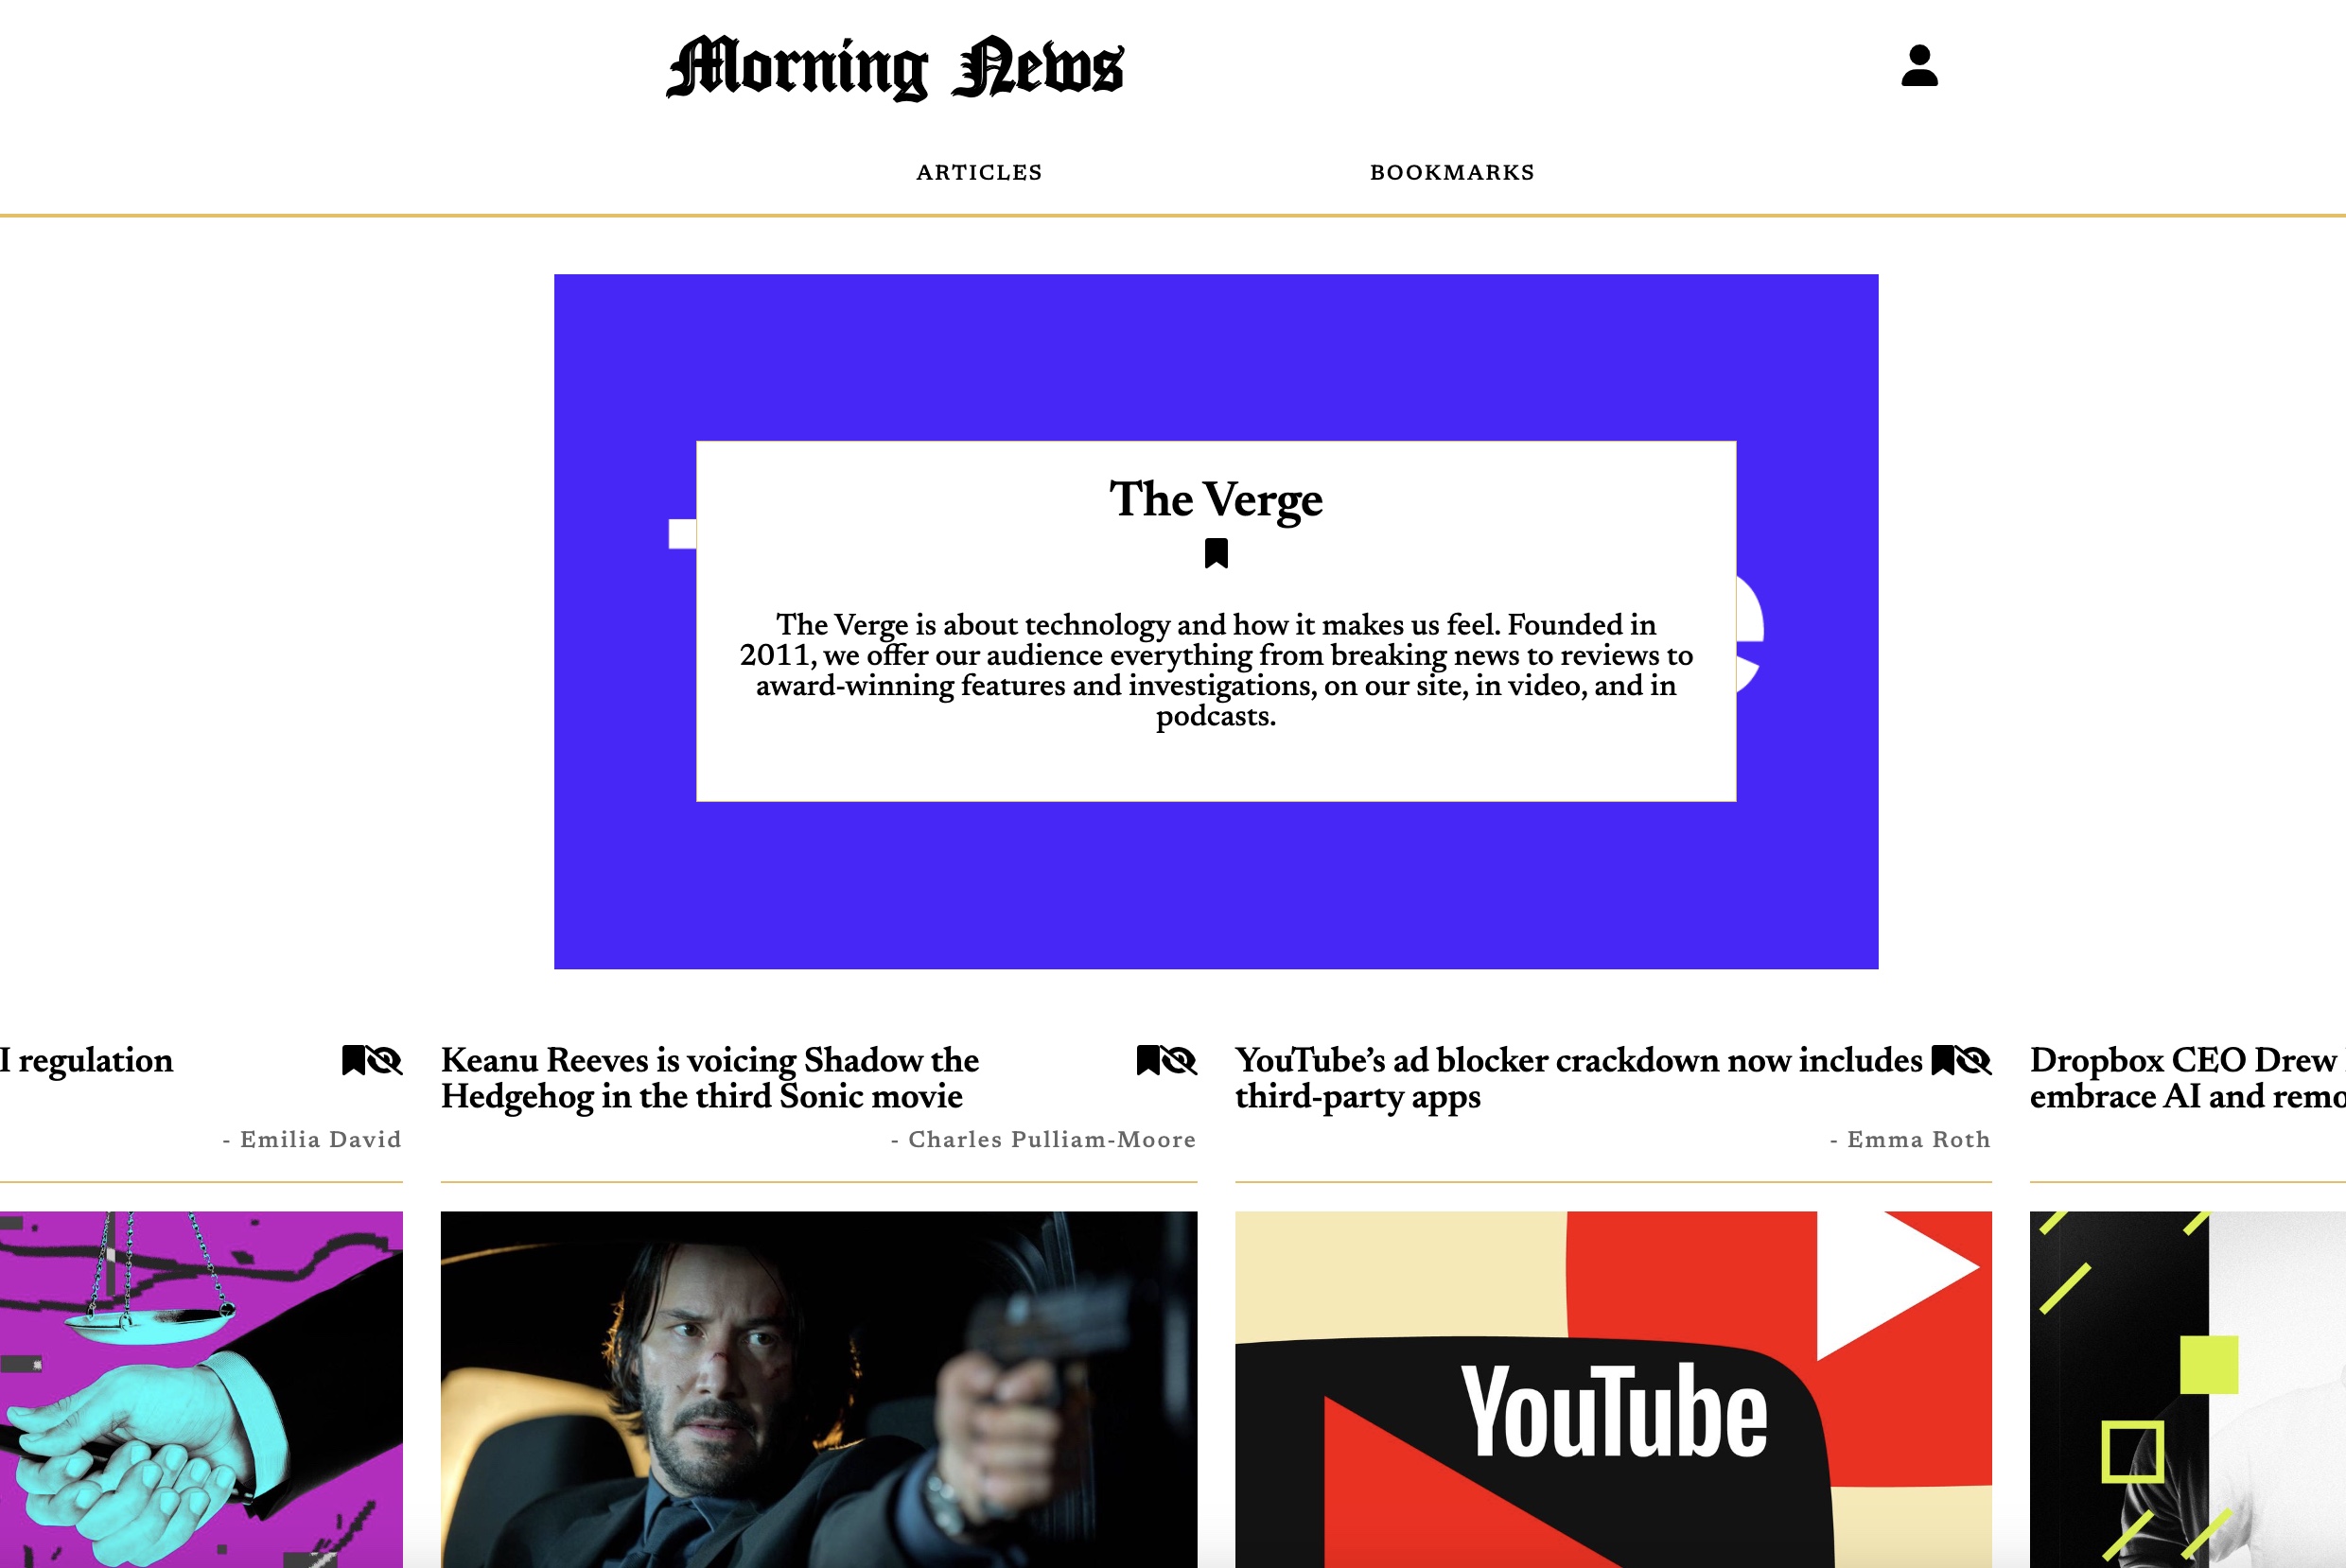 Morning News
ARTICLES
BOOKMARKS
The Verge
The Verge is about technology and how it makes us feel. Founded in
2011, we offer our audience everything from breaking news to reviews to
award-winning features and investigations, on our site, in video, and in
podcasts.
I regulation
- Emilia David
Keanu Reeves is voicing Shadow the
Hedgehog in the third Sonic movie
- Charles Pulliam-Moore
YouTube’s ad blocker crackdown now includes
third-party apps
- Emma Roth
Dropbox CEO Drew
embrace AI and remo
YouTube